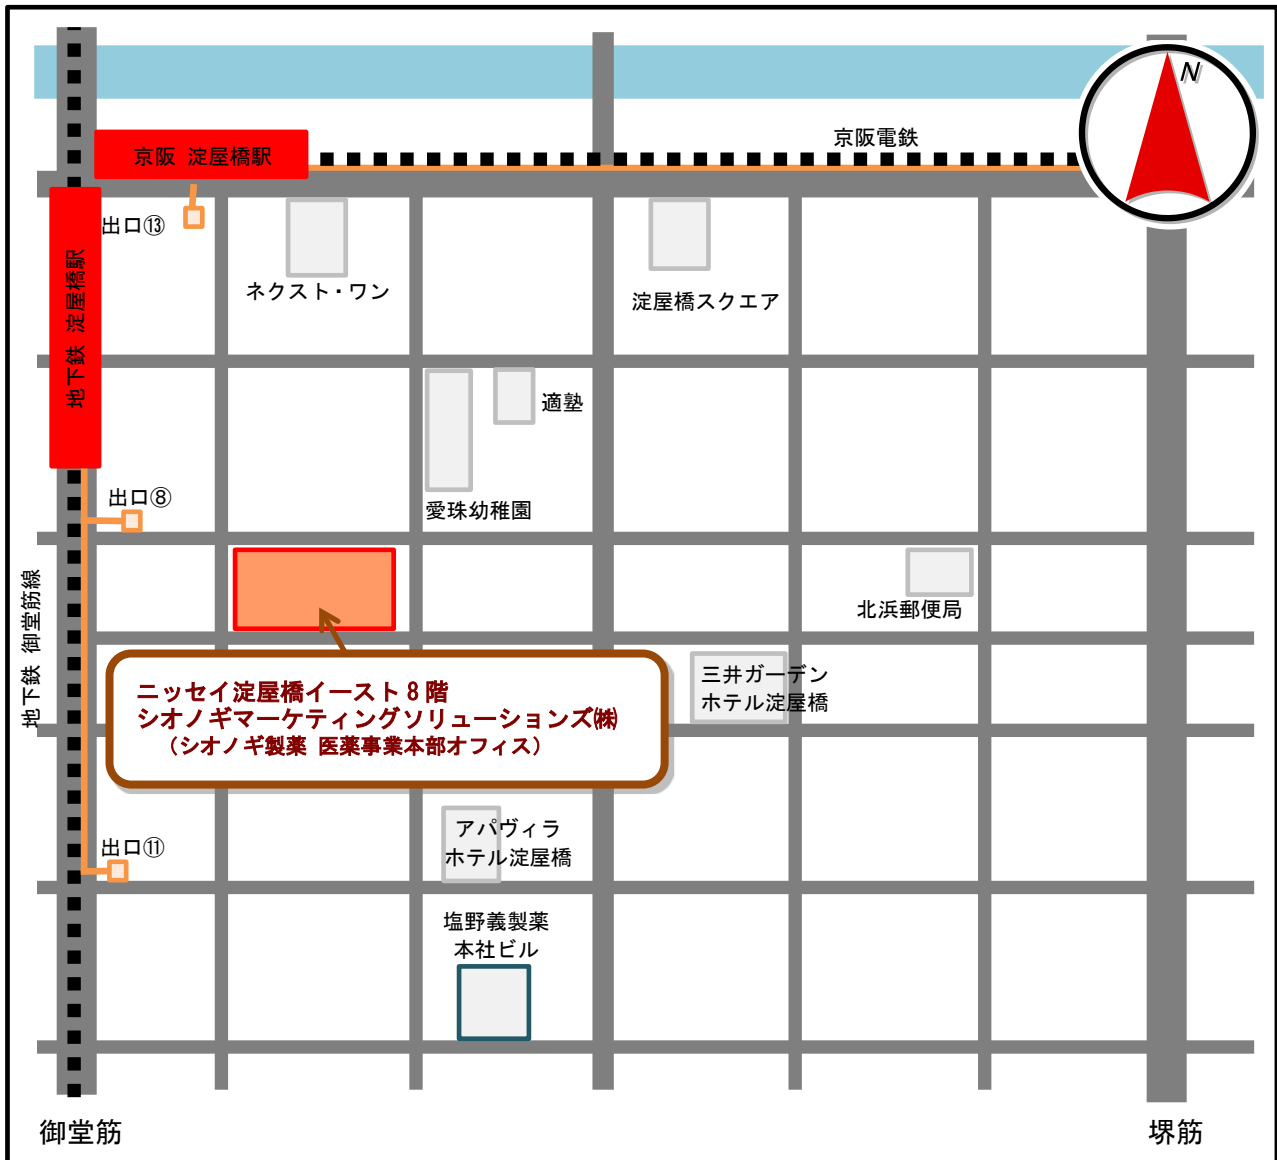 N
京阪電鉄
京阪 淀屋橋駅
出口⑬
地下鉄 淀屋橋駅
ネクスト・ワン
淀屋橋スクエア
適塾
愛珠幼稚園
出口⑧
地下鉄 御堂筋線
北浜郵便局
ニッセイ淀屋橋イースト8階
シオノギマーケティングソリューションズ㈱
（シオノギ製薬 医薬事業本部オフィス）
三井ガーデン
ホテル淀屋橋
アパヴィラ
ホテル淀屋橋
出口⑪
塩野義製薬
本社ビル
御堂筋
堺筋